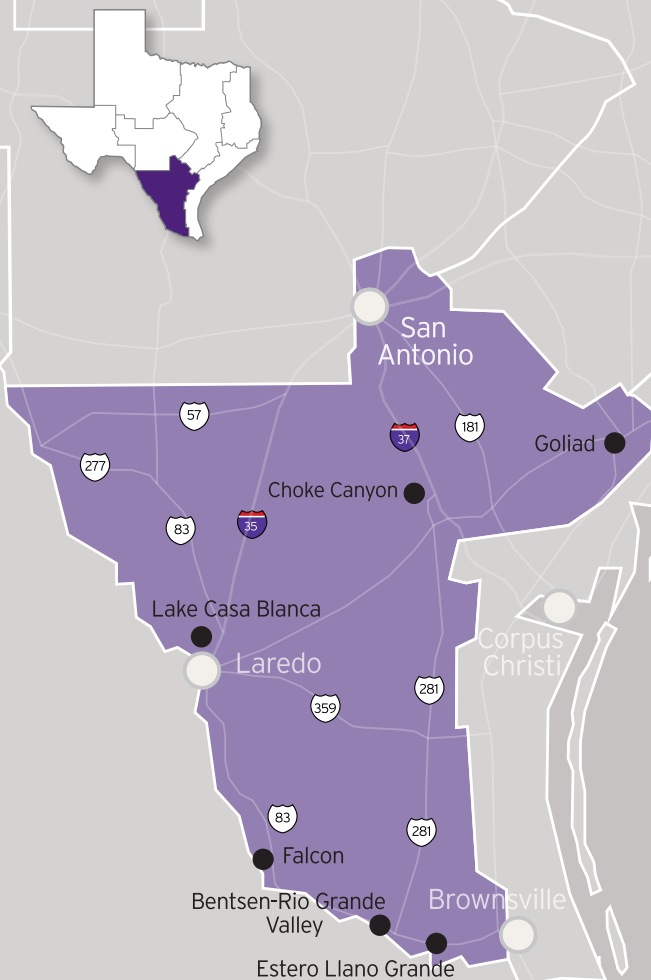 San
Antonio
57
37
181
Goliad
277
Choke Canyon
83
35
Lake Casa Blanca
Corpus
Christi
Laredo
281
359
83
281
Falcon
Bentsen-Rio Grande
Valley
Brownsville
Estero Llano Grande